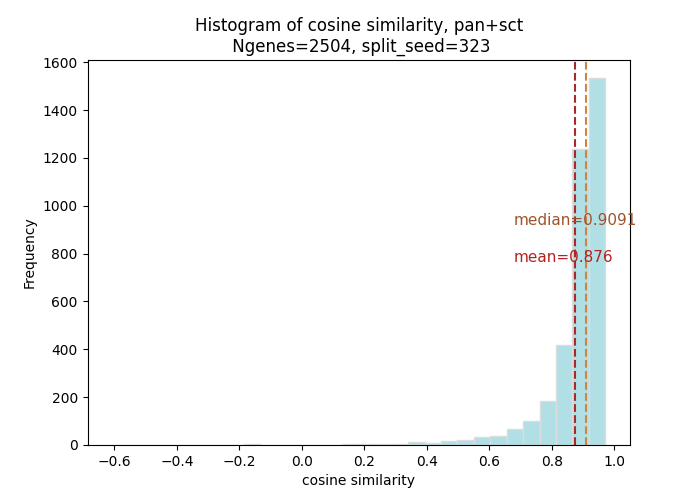 Histogram of cosine similarity, pan+sct
Ngenes=2504, split_seed=323
1600
1400
1200
1000
800
600
400
200
0
Frequency
median=0.9091
mean=0.876
−0.6 −0.4 −0.2 0.0 0.2 0.4 0.6 0.8 1.0
cosine similarity